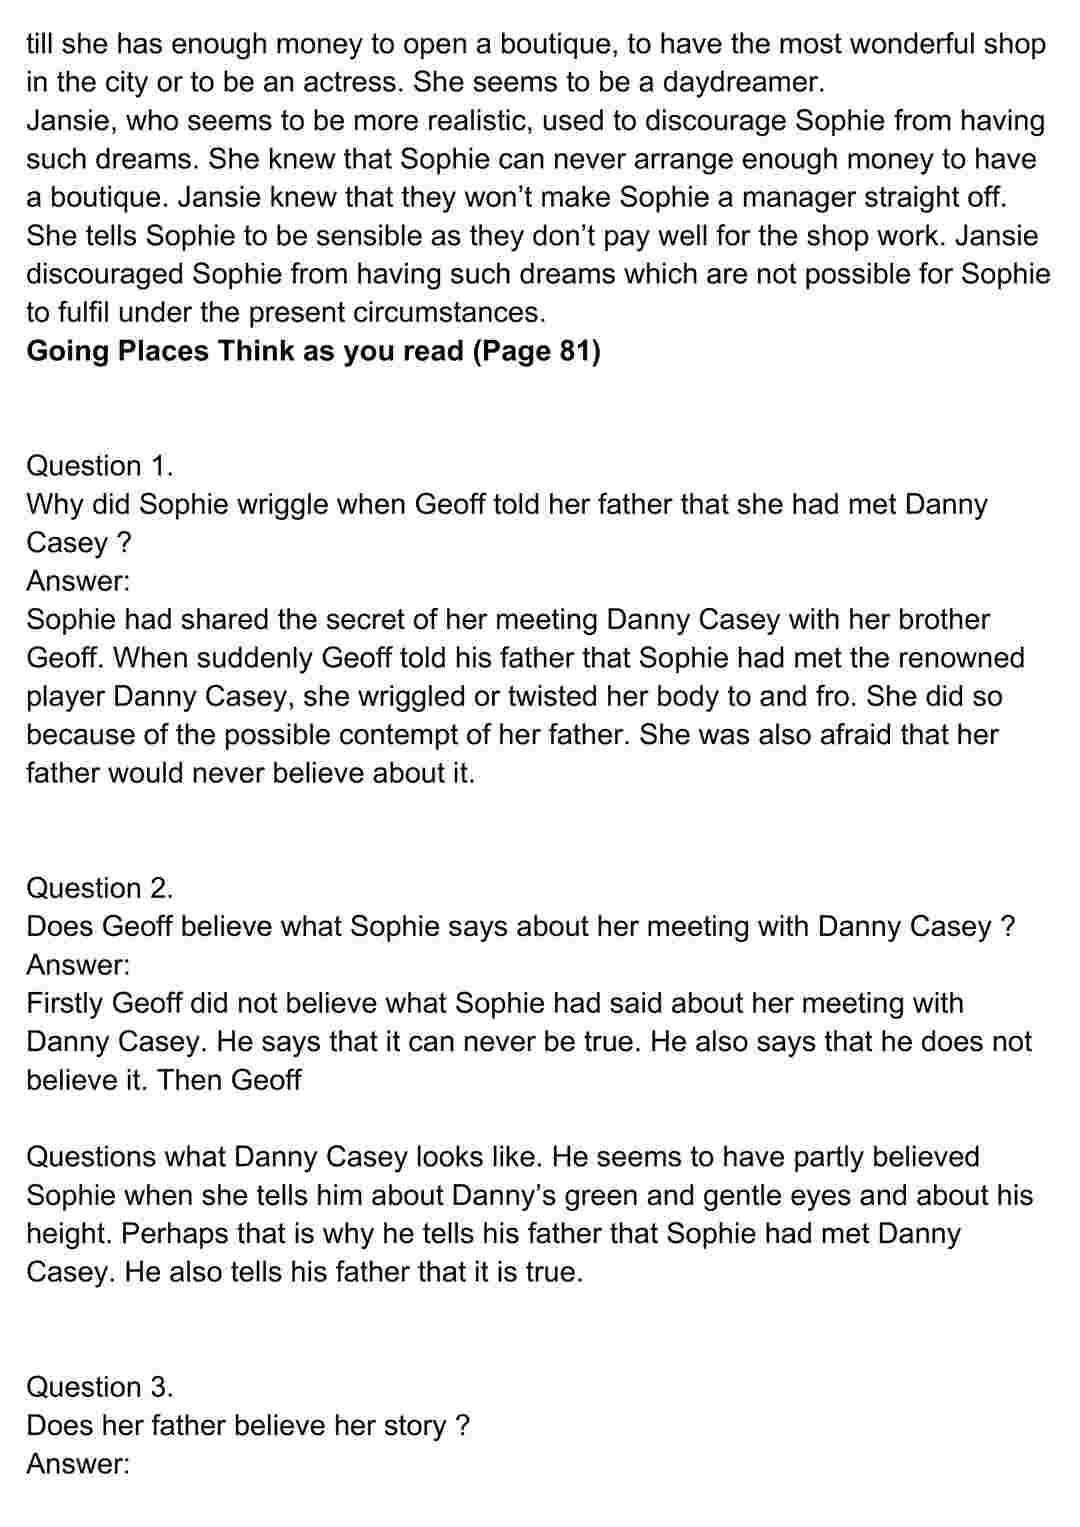 till she has enough money to open a boutique, to have the most wonderful shop
in the city or to be an actress. She seems to be a daydreamer.
Jansie, who seems to be more realistic, used to discourage Sophie from having
such dreams. She knew that Sophie can never arrange enough money to have
a boutique. Jansie knew that they won’t make Sophie a manager straight off.
She tells Sophie to be sensible as they don’t pay well for the shop work. Jansie
discouraged Sophie from having such dreams which are not possible for Sophie
to fulfil under the present circumstances.
Going Places Think as you read (Page 81)
Question 1.
Why did Sophie wriggle when Geoff told her father that she had met Danny
Casey ?
Answer:
Sophie had shared the secret of her meeting Danny Casey with her brother
Geoff. When suddenly Geoff told his father that Sophie had met the renowned
player Danny Casey, she wriggled or twisted her body to and fro. She did so
because of the possible contempt of her father. She was also afraid that her
father would never believe about it.
Question 2.
Does Geoff believe what Sophie says about her meeting with Danny Casey ?
Answer:
Firstly Geoff did not believe what Sophie had said about her meeting with
Danny Casey. He says that it can never be true. He also says that he does not
believe it. Then Geoff
Questions what Danny Casey looks like. He seems to have partly believed
Sophie when she tells him about Danny’s green and gentle eyes and about his
height. Perhaps that is why he tells his father that Sophie had met Danny
Casey. He also tells his father that it is true.
Question 3.
Does her father believe her story ?
Answer: